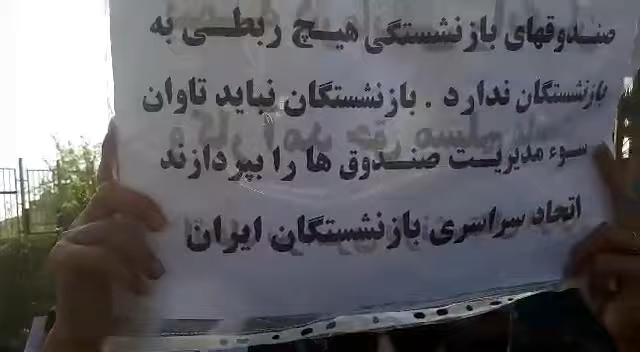 صندوقهای بازنشستگی هیچ ربطی به
بازنشستگان ندارد . بازنشستگان نباید تاوان
سوء مدیریت صندوق ها را بپردازند
اتحاد سراسری بازنشستگان ایران